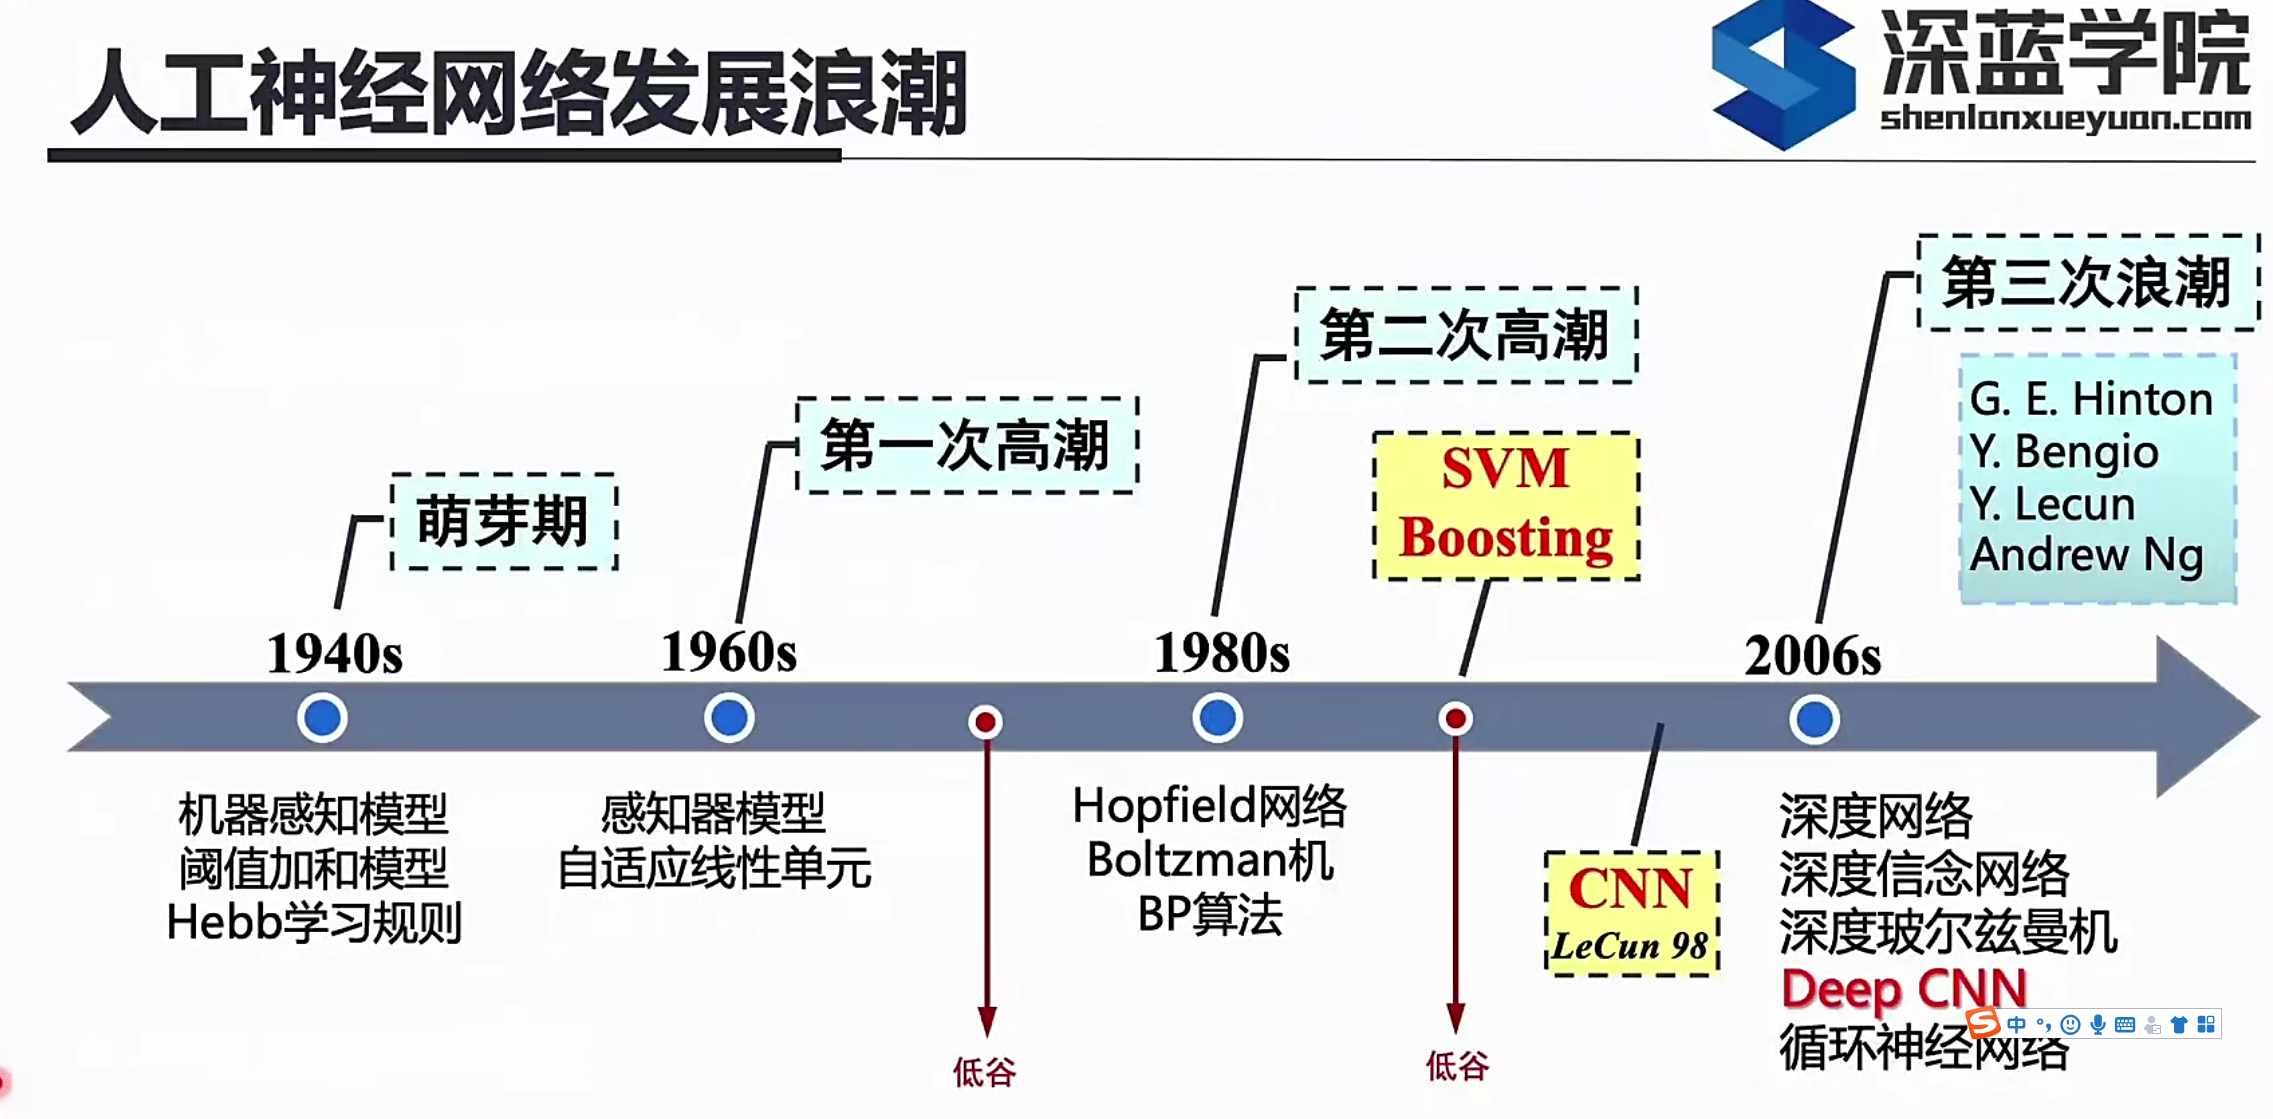 人工神经网络发展浪潮
深蓝学院
shenlanxueyuan.com
第三次浪潮
G. E. Hinton
Y. Bengio
Y. Lecun
Andrew Ng
第二次高潮
SVM
Boosting
第一次高潮
萌芽期
1940s
1960s
1980s
2006s
机器感知模型
阈值加和模型
Hebb学习规则
感知器模型
自适应线性单元
Hopfield网络
Boltzman机
BP算法
CNN
LeCun 98
深度网络
深度信念网络
深度玻尔兹曼机
Deep CNN
循环神经网络
低谷
低谷
S中